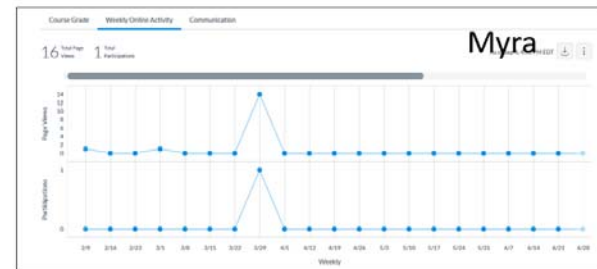 Course Grade Weekly Online Activity Communication
16 Total Page Views 1 Total Participations
Myra
EDT
Page Views
14
12
10
8
6
4
2
0
Participations
1
0
2/9 2/16 2/23 3/1 3/8 3/15 3/22 3/29 4/5 4/12 4/19 4/26 5/3 5/10 5/17 5/24 5/31 6/7 6/14 6/21 6/28
Weekly